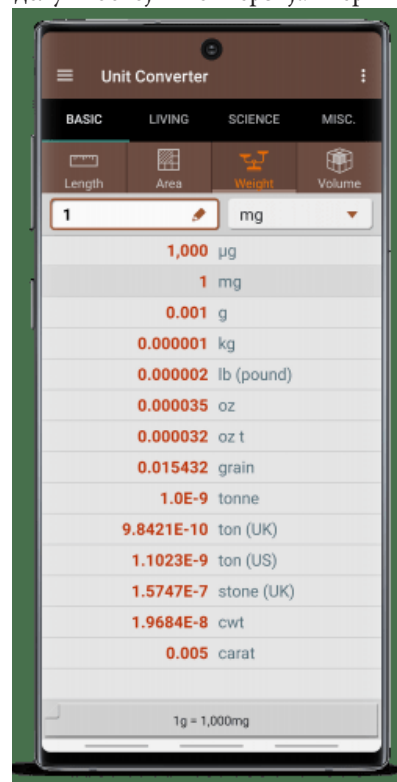 Unit Converter
BASIC LIVING SCIENCE MISC.
Length Area Weight Volume
1 mg
1,000 µg
1 mg
0.001 g
0.000001 kg
0.000002 lb (pound)
0.000035 oz
0.000032 oz t
0.015432 grain
1.0E-9 tonne
9.8421E-10 ton (UK)
1.1023E-9 ton (US)
1.5747E-7 stone (UK)
1.9684E-8 cwt
0.005 carat
1g = 1,000mg